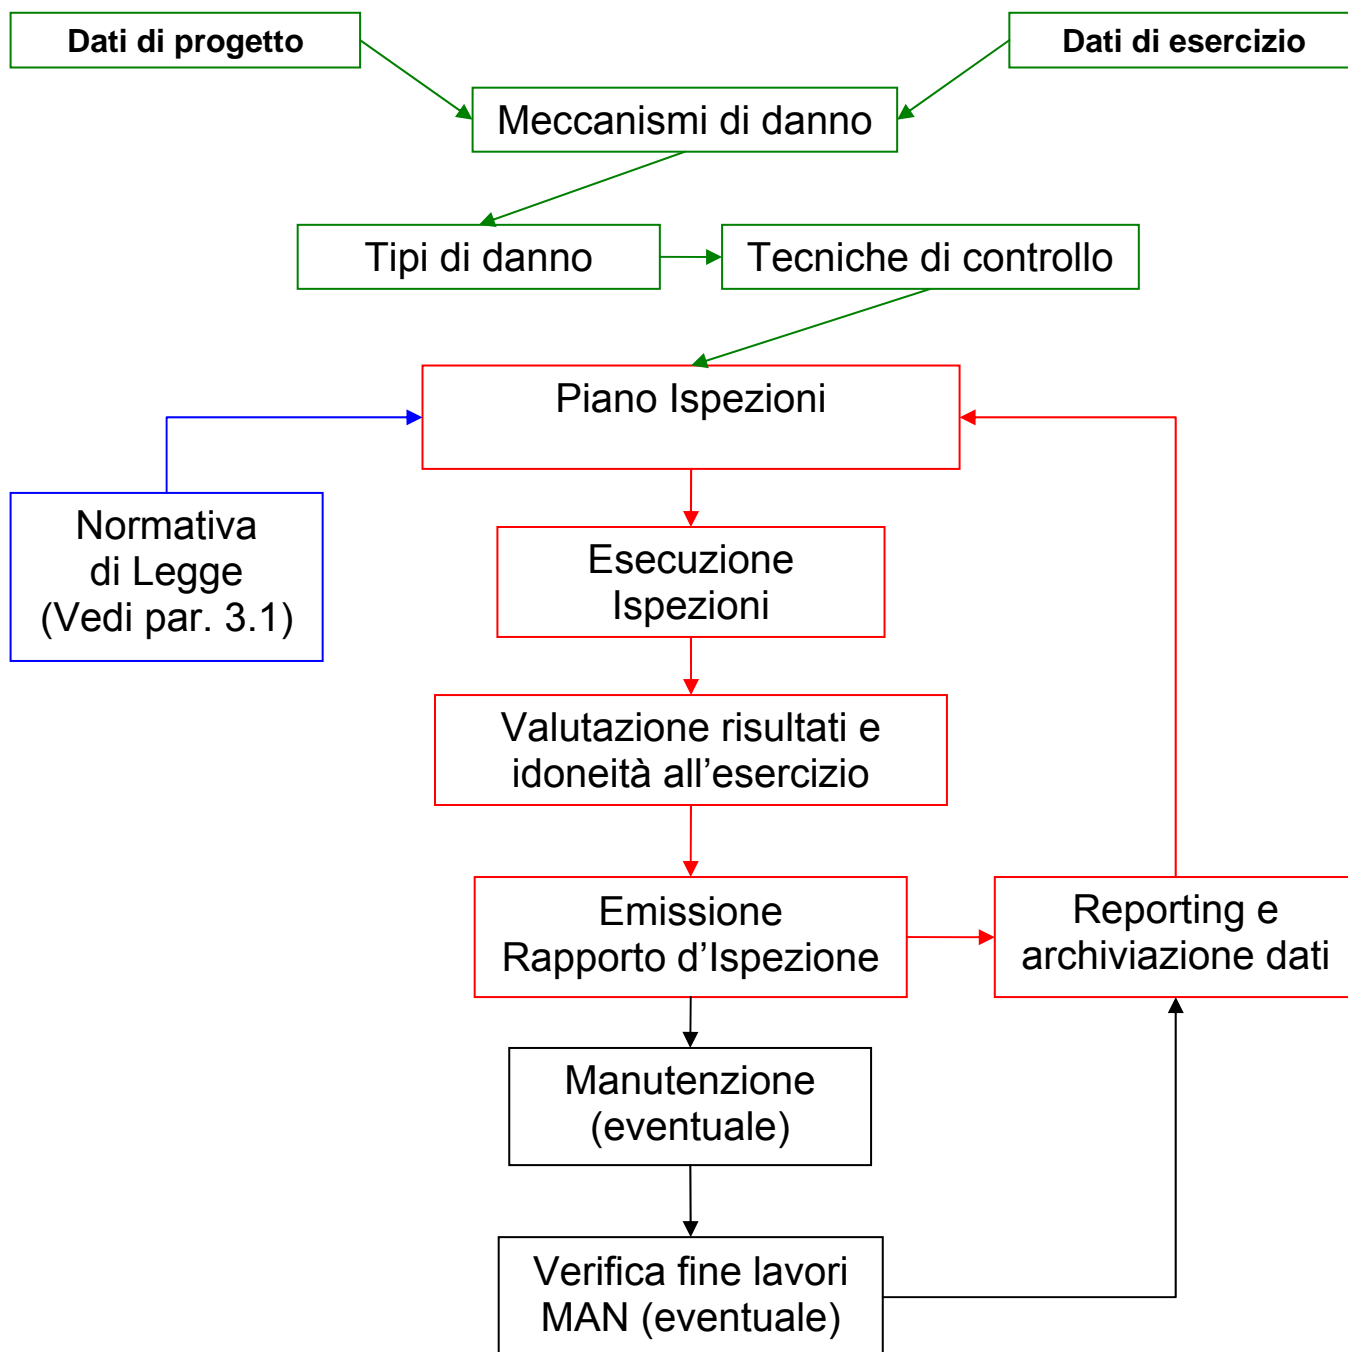 Dati di progetto
Dati di esercizio
Meccanismi di danno
Tipi di danno
Tecniche di controllo
Piano Ispezioni
Normativa
di Legge
(Vedi par. 3.1)
Esecuzione
Ispezioni
Valutazione risultati e
idoneità all’esercizio
Emissione
Rapporto d’Ispezione
Reporting e
archiviazione dati
Manutenzione
(eventuale)
Verifica fine lavori
MAN (eventuale)